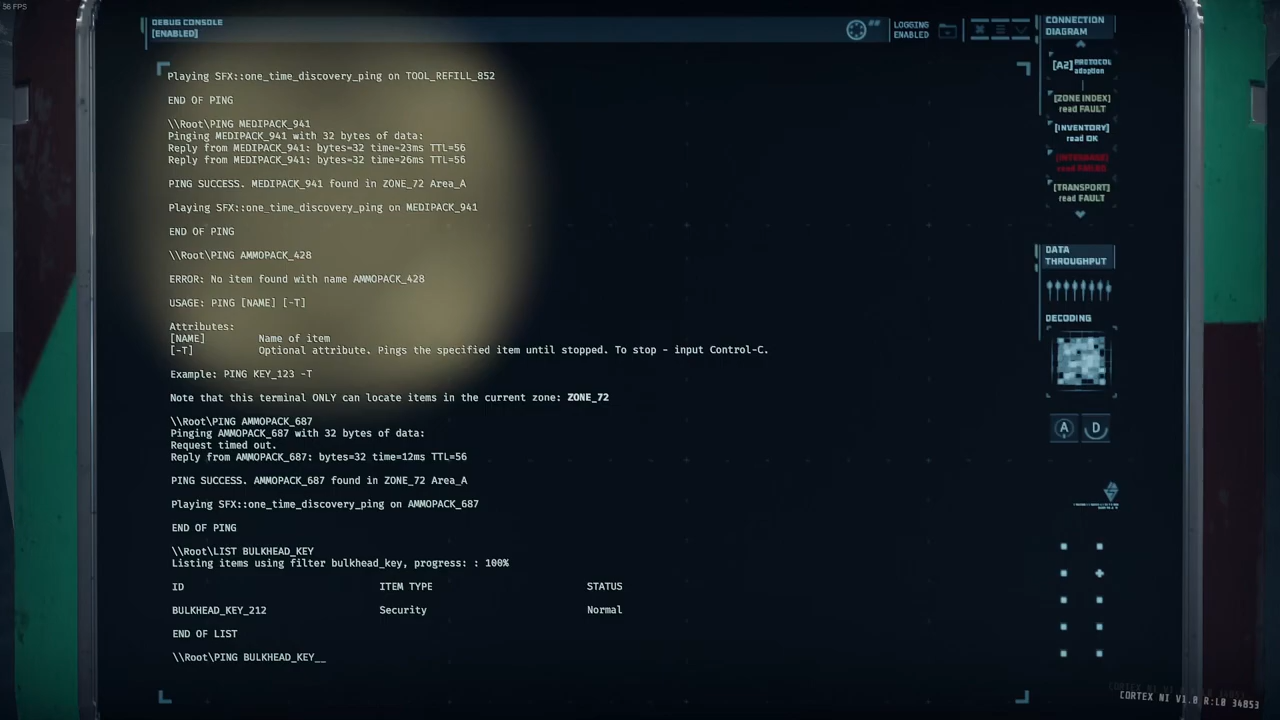 56 FPS
DEBUG CONSOLE
[ENABLED]
LOGGING
ENABLED
CONNECTION
DIAGRAM
[A2] PROTOCOL
adoption
[ZONE INDEX]
read FAULT
[INVENTORY]
read OK
read FAILED
[TRANSPORT]
read FAULT
DATA
THROUGHPUT
DECODING
A D
Playing SFX::one_time_discovery_ping on TOOL_REFILL_852
END OF PING
\\Root\PING MEDIPACK_941
Pinging MEDIPACK_941 with 32 bytes of data:
Reply from MEDIPACK_941: bytes=32 time=23ms TTL=56
Reply from MEDIPACK_941: bytes=32 time=26ms TTL=56
PING SUCCESS. MEDIPACK_941 found in ZONE_72 Area_A
Playing SFX::one_time_discovery_ping on MEDIPACK_941
END OF PING
\\Root\PING AMMOPACK_428
ERROR: No item found with name AMMOPACK_428
USAGE: PING [NAME] [-T]
Attributes:
[NAME] Name of item
[-T] Optional attribute. Pings the specified item until stopped. To stop - input Control-C.
Example: PING KEY_123 -T
Note that this terminal ONLY can locate items in the current zone: ZONE_72
\\Root\PING AMMOPACK_687
Pinging AMMOPACK_687 with 32 bytes of data:
Request timed out.
Reply from AMMOPACK_687: bytes=32 time=12ms TTL=56
PING SUCCESS. AMMOPACK_687 found in ZONE_72 Area_A
Playing SFX::one_time_discovery_ping on AMMOPACK_687
END OF PING
\\Root\LIST BULKHEAD_KEY
Listing items using filter bulkhead_key, progress: : 100%
ID ITEM TYPE STATUS
BULKHEAD_KEY_212 Security Normal
END OF LIST
\\Root\PING BULKHEAD_KEY__
CORTEX NI V1.0 R:L0 34853